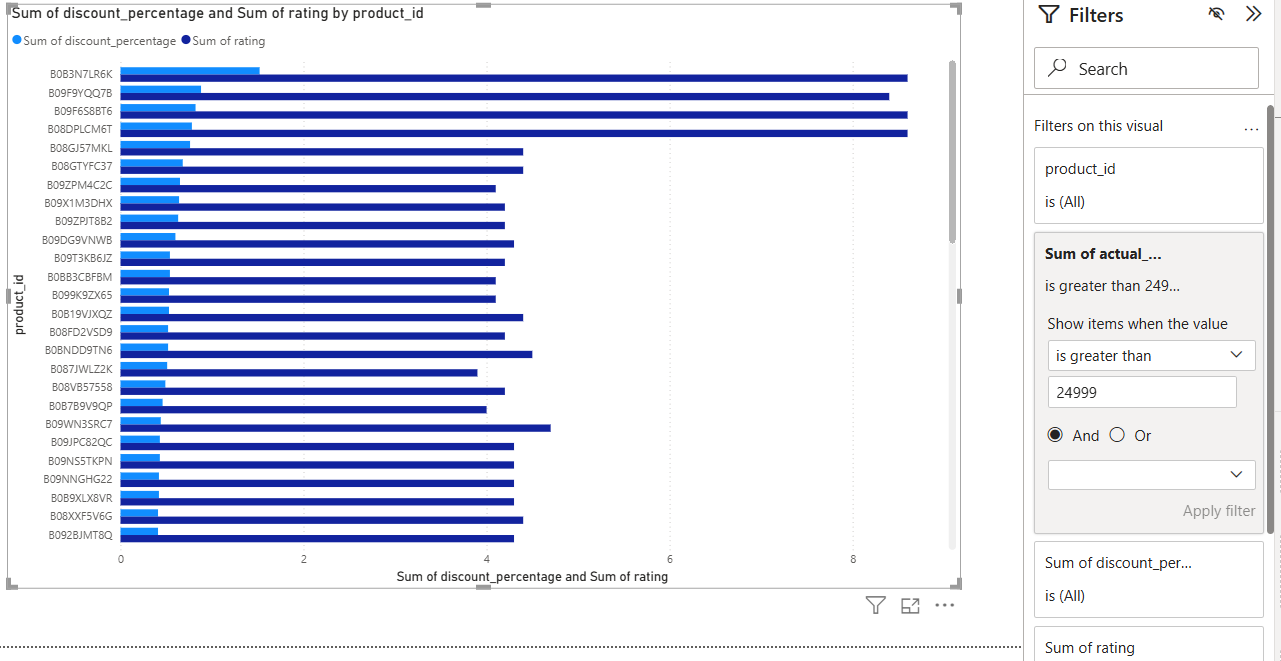 Sum of discount_percentage and Sum of rating by product_id
Sum of discount_percentage Sum of rating
product_id
B0B3N7LR6K
B09F9YQQ7B
B09F6S8BT6
B08DPLCM6T
B08GJ57MKL
B08GTYFC37
B09ZPM4C2C
B09X1M3DHX
B09ZPJT8B2
B09DG9VNWB
B09T3KB6JZ
B0BB3CBFBM
B099K9ZX65
B0B19VJXQZ
B08FD2VSD9
B0BNDD9TN6
B087JWLZ2K
B08VB57558
B0B7B9V9QP
B09WN3SRC7
B09JPC82QC
B09NS5TKPN
B09NNGHG22
B0B9XLX8VR
B08XXF5V6G
B092BJMT8Q
0 2 4 6 8
Sum of discount_percentage and Sum of rating
Filters
Search
Filters on this visual
product_id
is (All)
Sum of actual_...
is greater than 249...
Show items when the value
is greater than
24999
And Or
Apply filter
Sum of discount_per...
is (All)
Sum of rating